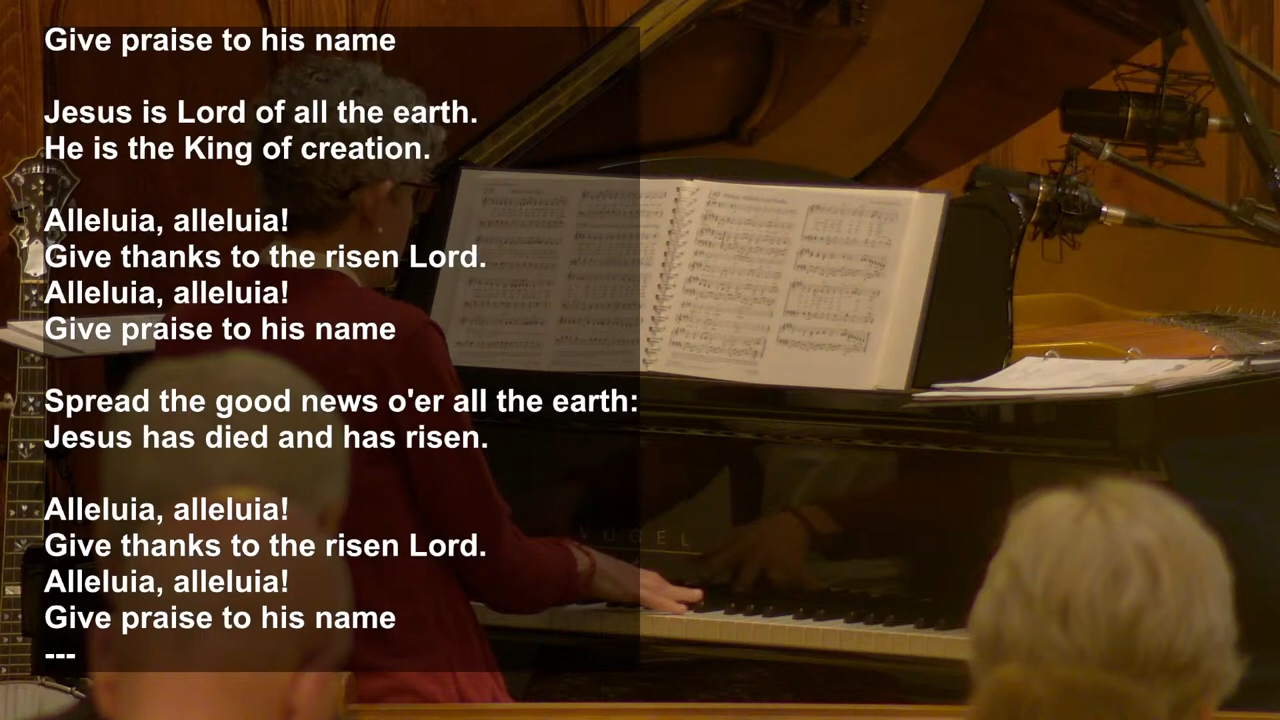 Give praise to his name
Jesus is Lord of all the earth.
He is the King of creation.
Alleluia, alleluia!
Give thanks to the risen Lord.
Alleluia, alleluia!
Give praise to his name
Spread the good news o'er all the earth:
Jesus has died and has risen.
Alleluia, alleluia!
Give thanks to the risen Lord.
Alleluia, alleluia!
Give praise to his name
---
VOGEL